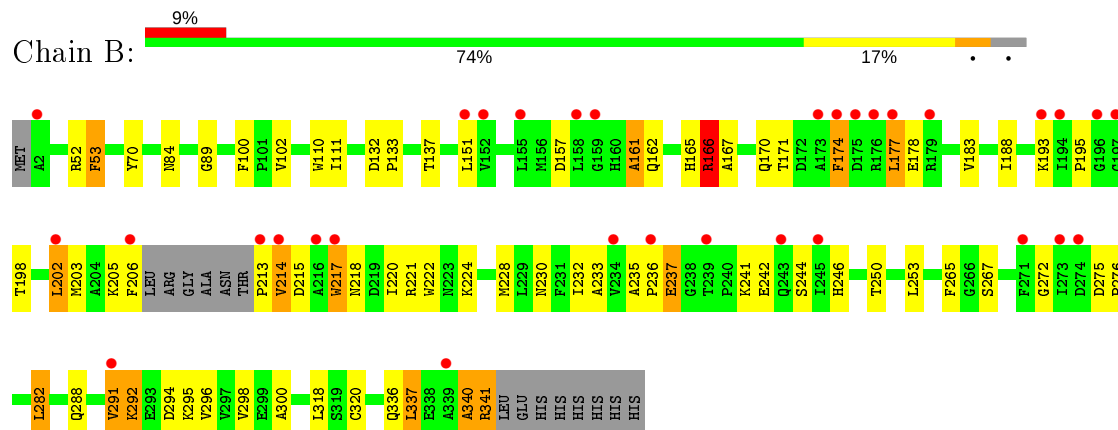 9%
Chain B:
74% 17% • •
MET A2 R52 F53 Y70 N84 G89 F100 P101 V102 W110 I111 D132 P133 T137 L151 V152 L155 M156 D157 L158 G159 H160 A161 Q162 H165 R166 A167 Q170 T171 D172 A173 F174 D175 R176 L177 E178 R179 V183 I188 K193 I194 P195 G196 G197
T198 L202 M203 A204 K205 F206 LEU ARG GLY ALA ASN THR P213 V214 D215 A216 W217 N218 D219 I220 R221 W222 N223 K224 M228 L229 N230 F231 I232 A233 V234 A235 P236 E237 G238 T239 P240 K241 E242 Q243 S244 I245 H246 T250 L253 F265 G266 S267 F271 G272 I273 D274 D275 P276
L282 Q288 V291 K292 E293 D294 K295 V296 V297 V298 E299 A300 L318 S319 C320 Q336 L337 E338 A339 A340 R341 LEU GLU HIS HIS HIS HIS HIS HIS